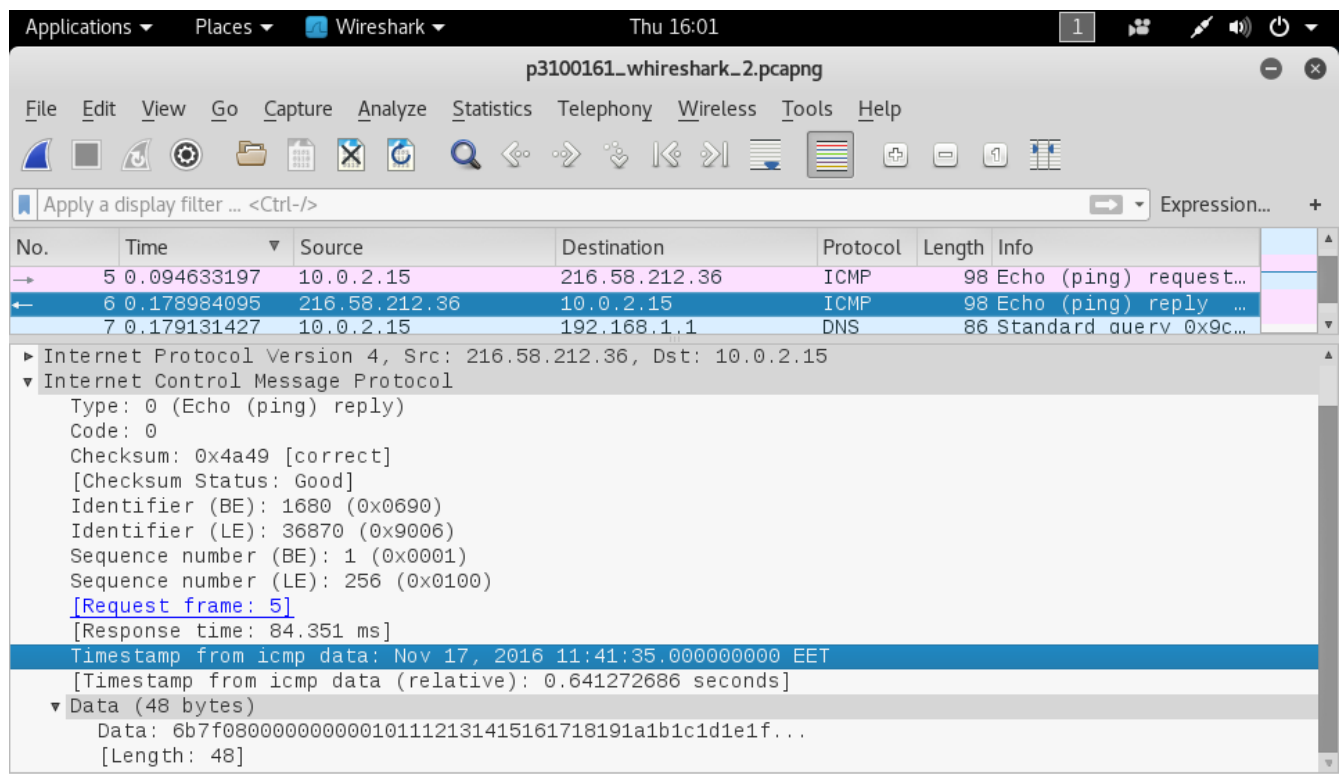 Applications Places Wireshark Thu 16:01 1
p3100161_whireshark_2.pcapng
File Edit View Go Capture Analyze Statistics Telephony Wireless Tools Help
Apply a display filter ... <Ctrl-/> Expression... +
No. Time Source Destination Protocol Length Info
5 0.094633197 10.0.2.15 216.58.212.36 ICMP 98 Echo (ping) request…
6 0.178984095 216.58.212.36 10.0.2.15 ICMP 98 Echo (ping) reply …
7 0.179131427 10.0.2.15 192.168.1.1 DNS 86 Standard query 0x9c…
Internet Protocol Version 4, Src: 216.58.212.36, Dst: 10.0.2.15
Internet Control Message Protocol
Type: 0 (Echo (ping) reply)
Code: 0
Checksum: 0x4a49 [correct]
[Checksum Status: Good]
Identifier (BE): 1680 (0x0690)
Identifier (LE): 36870 (0x9006)
Sequence number (BE): 1 (0x0001)
Sequence number (LE): 256 (0x0100)
[Request frame: 5]
[Response time: 84.351 ms]
Timestamp from icmp data: Nov 17, 2016 11:41:35.000000000 EET
[Timestamp from icmp data (relative): 0.641272686 seconds]
Data (48 bytes)
Data: 6b7f080000000000101112131415161718191a1b1c1d1e1f...
[Length: 48]